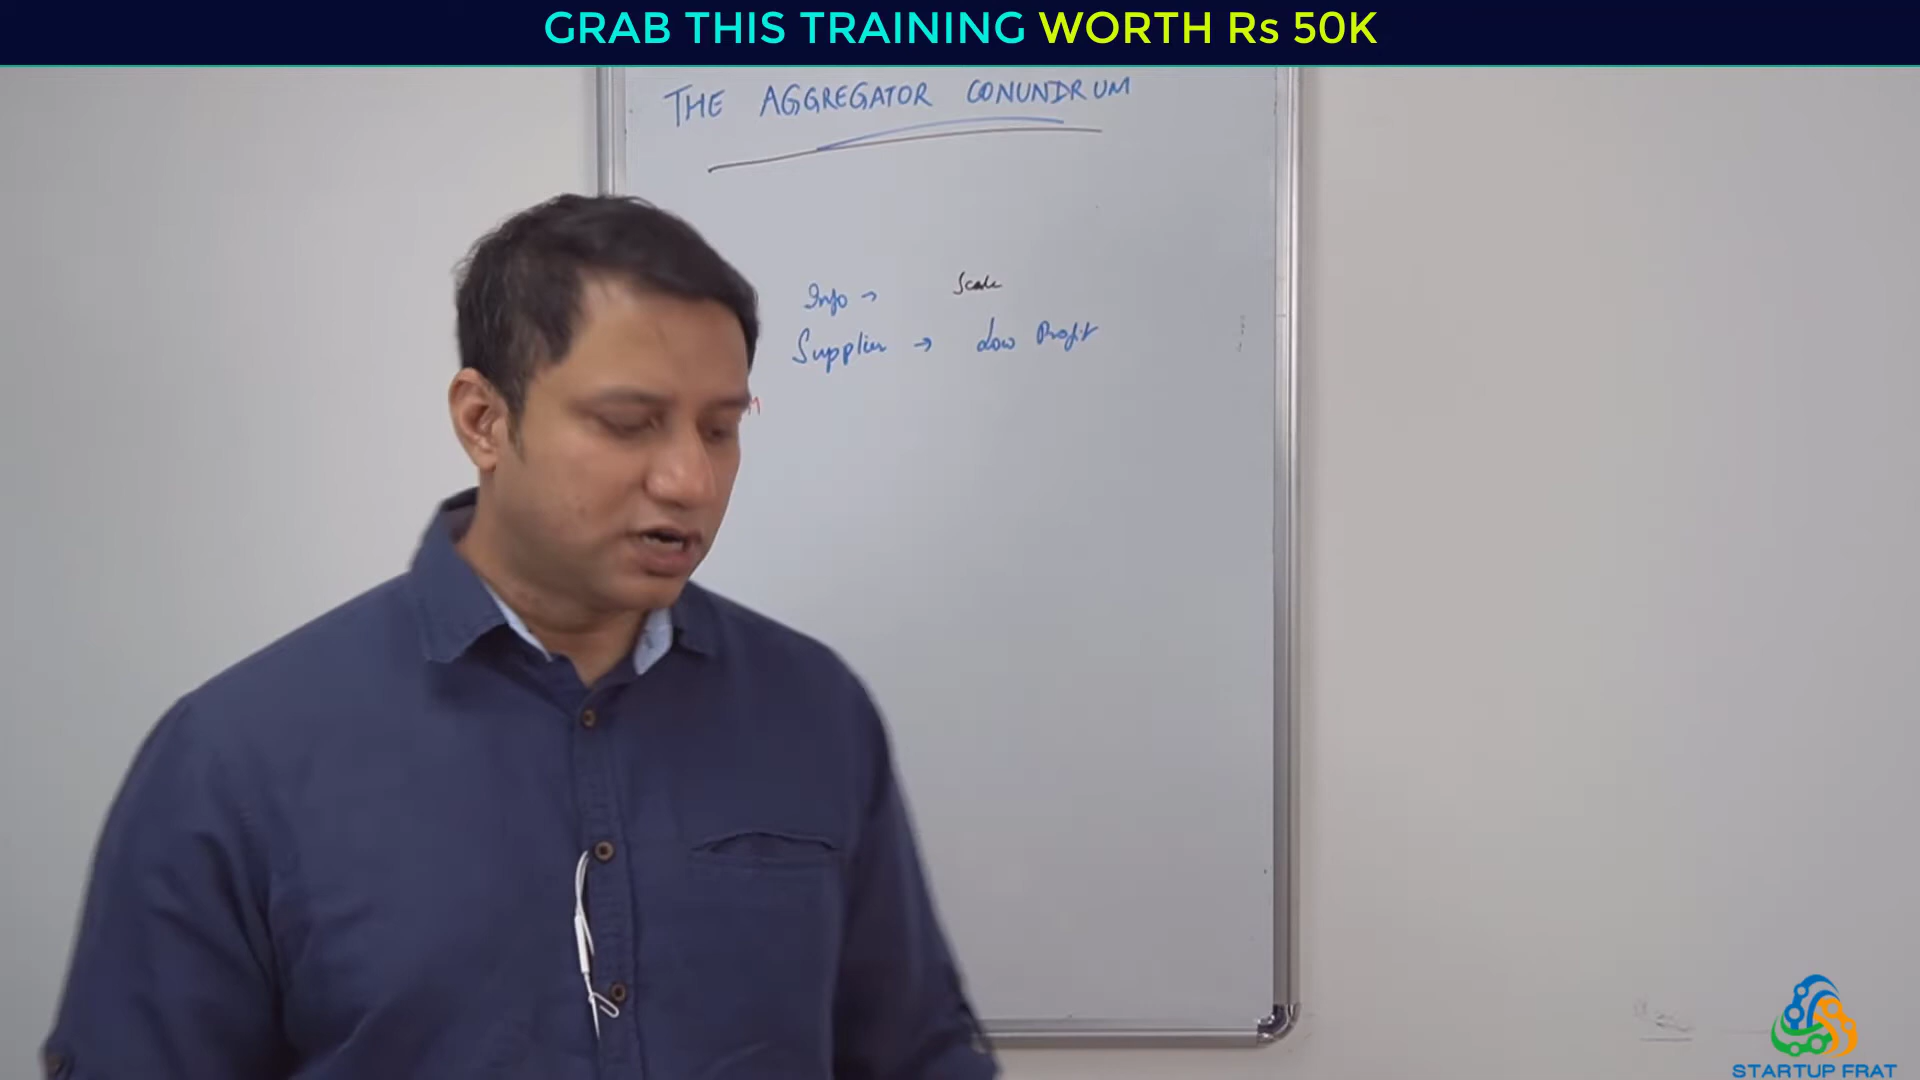 GRAB THIS TRAINING WORTH Rs 50K
THE AGGREGATOR CONUNDRUM
Info → Scale
Supplier → Low Profit
M
STARTUP FRAT